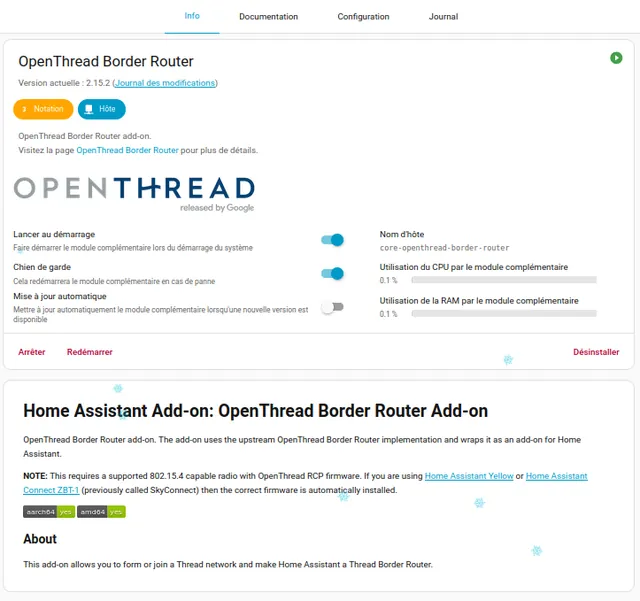 Info
Documentation
Configuration
Journal
OpenThread Border Router
Version actuelle : 2.15.2 (Journal des modifications)
Notation
Hôte
OpenThread Border Router add-on.
Visitez la page OpenThread Border Router pour plus de détails.
OPENTHREAD
released by Google
Lancer au démarrage
Faire démarrer le module complémentaire lors du démarrage du système
Chien de garde
Cela redémarrera le module complémentaire en cas de panne
Mise à jour automatique
Mettre à jour automatiquement le module complémentaire lorsqu'une nouvelle version est
disponible
Nom d'hôte
core-openthread-border-router
Utilisation du CPU par le module complémentaire
0.1 %
Utilisation de la RAM par le module complémentaire
0.1 %
Arrêter
Redémarrer
Désinstaller
Home Assistant Add-on: OpenThread Border Router Add-on
OpenThread Border Router add-on. The add-on uses the upstream OpenThread Border Router implementation and wraps it as an add-on for Home
Assistant.
NOTE: This requires a supported 802.15.4 capable radio with OpenThread RCP firmware. If you are using Home Assistant Yellow or Home Assistant
Connect ZBT-1 (previously called SkyConnect) then the correct firmware is automatically installed.
aarch64 yes amd64 yes
About
This add-on allows you to form or join a Thread network and make Home Assistant a Thread Border Router.